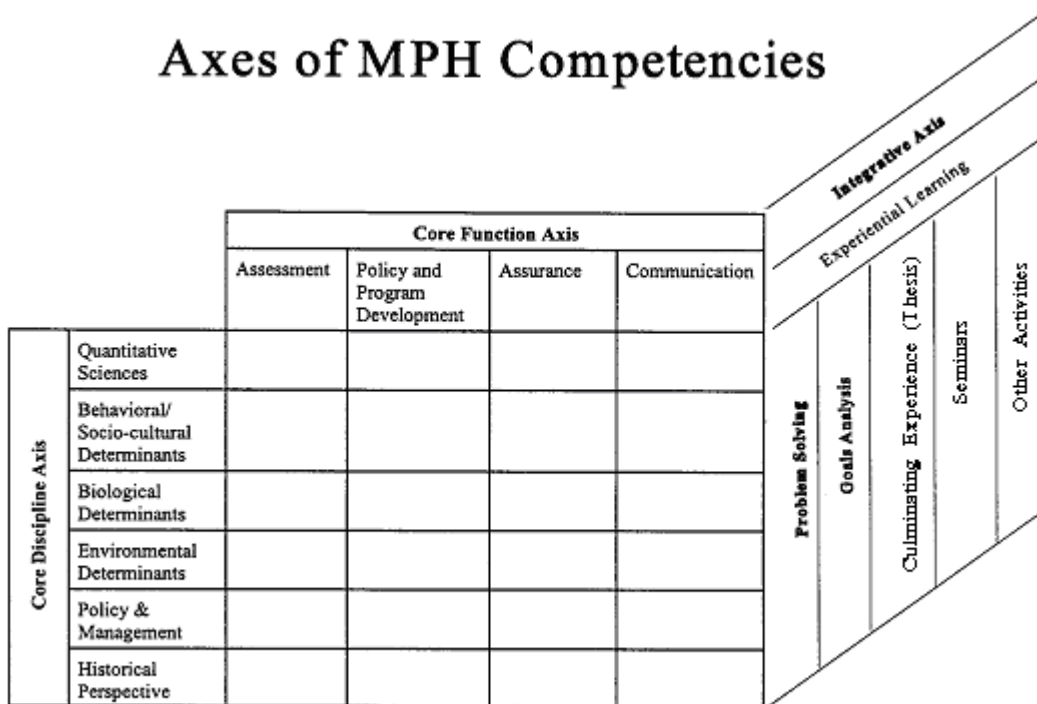 Axes of MPH Competencies
Integrative Axis
Experiential Learning
Core Function Axis
Assessment
Policy and
Program
Development
Assurance
Communication
Core Discipline Axis
Quantitative
Sciences
Behavioral/
Socio-cultural
Determinants
Biological
Determinants
Environmental
Determinants
Policy &
Management
Historical
Perspective
Problem Solving
Goals Analysis
Culminating Experience (Thesis)
Seminars
Other Activities